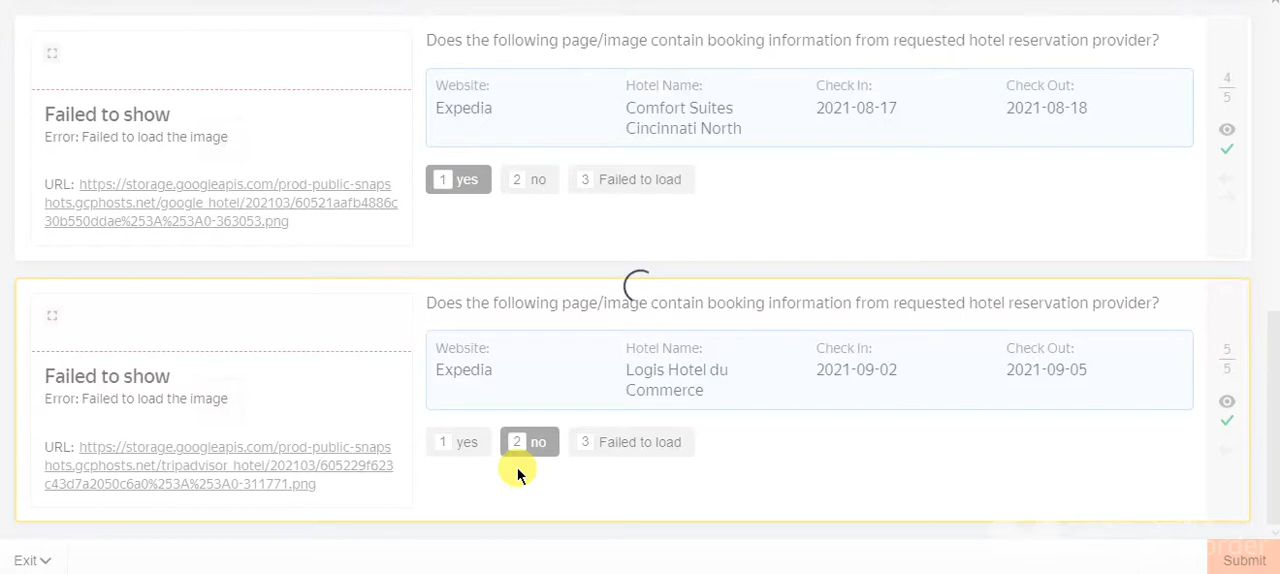 Does the following page/image contain booking information from requested hotel reservation provider?
Website:
Expedia
Hotel Name:
Comfort Suites
Cincinnati North
Check In:
2021-08-17
Check Out:
2021-08-18
4
5
Failed to show
Error: Failed to load the image
URL: https://storage.googleapis.com/prod-public-snaps
hots.gcphosts.net/google_hotel/202103/60521aafb4886c
30b550ddae%253A%253A0-363053.png
1 yes
2 no
3 Failed to load
Does the following page/image contain booking information from requested hotel reservation provider?
Website:
Expedia
Hotel Name:
Logis Hotel du
Commerce
Check In:
2021-09-02
Check Out:
2021-09-05
5
5
Failed to show
Error: Failed to load the image
URL: https://storage.googleapis.com/prod-public-snaps
hots.gcphosts.net/tripadvisor_hotel/202103/605229f623
c43d7a2050c6a0%253A%253A0-311771.png
1 yes
2 no
3 Failed to load
Exit
Submit